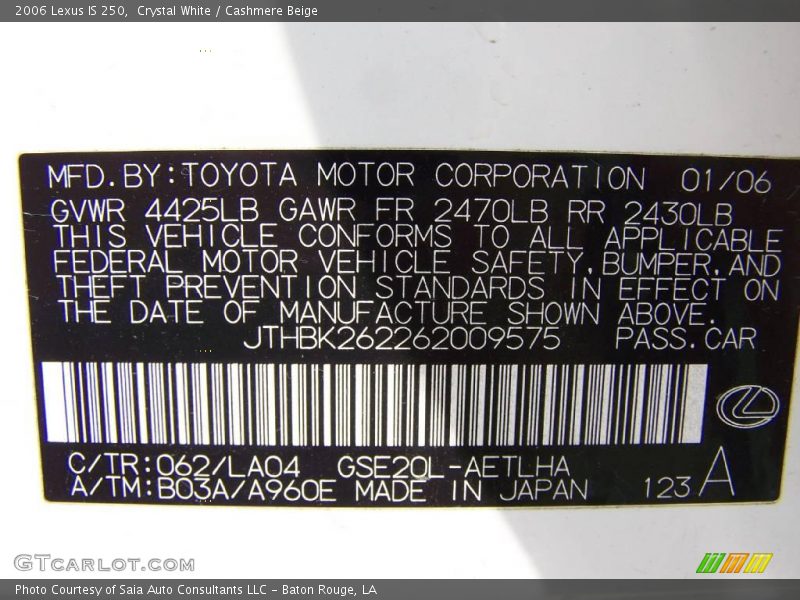 2006 Lexus IS 250,  Crystal White / Cashmere Beige
MFD.BY:TOYOTA MOTOR CORPORATION 01/06
GVWR 4425LB GAWR FR 2470LB RR 2430LB
THIS VEHICLE CONFORMS TO ALL APPLICABLE
FEDERAL MOTOR VEHICLE SAFETY,BUMPER,AND
THEFT PREVENTION STANDARDS IN EFFECT ON
THE DATE OF MANUFACTURE SHOWN ABOVE.
JTHBK262262009575 PASS.CAR
C/TR:062/LA04 GSE20L-AETLHA
A/TM:B03A/A960E MADE IN JAPAN 123 A
GTCARLOT.COM
Photo Courtesy of Saia Auto Consultants LLC - Baton Rouge, LA